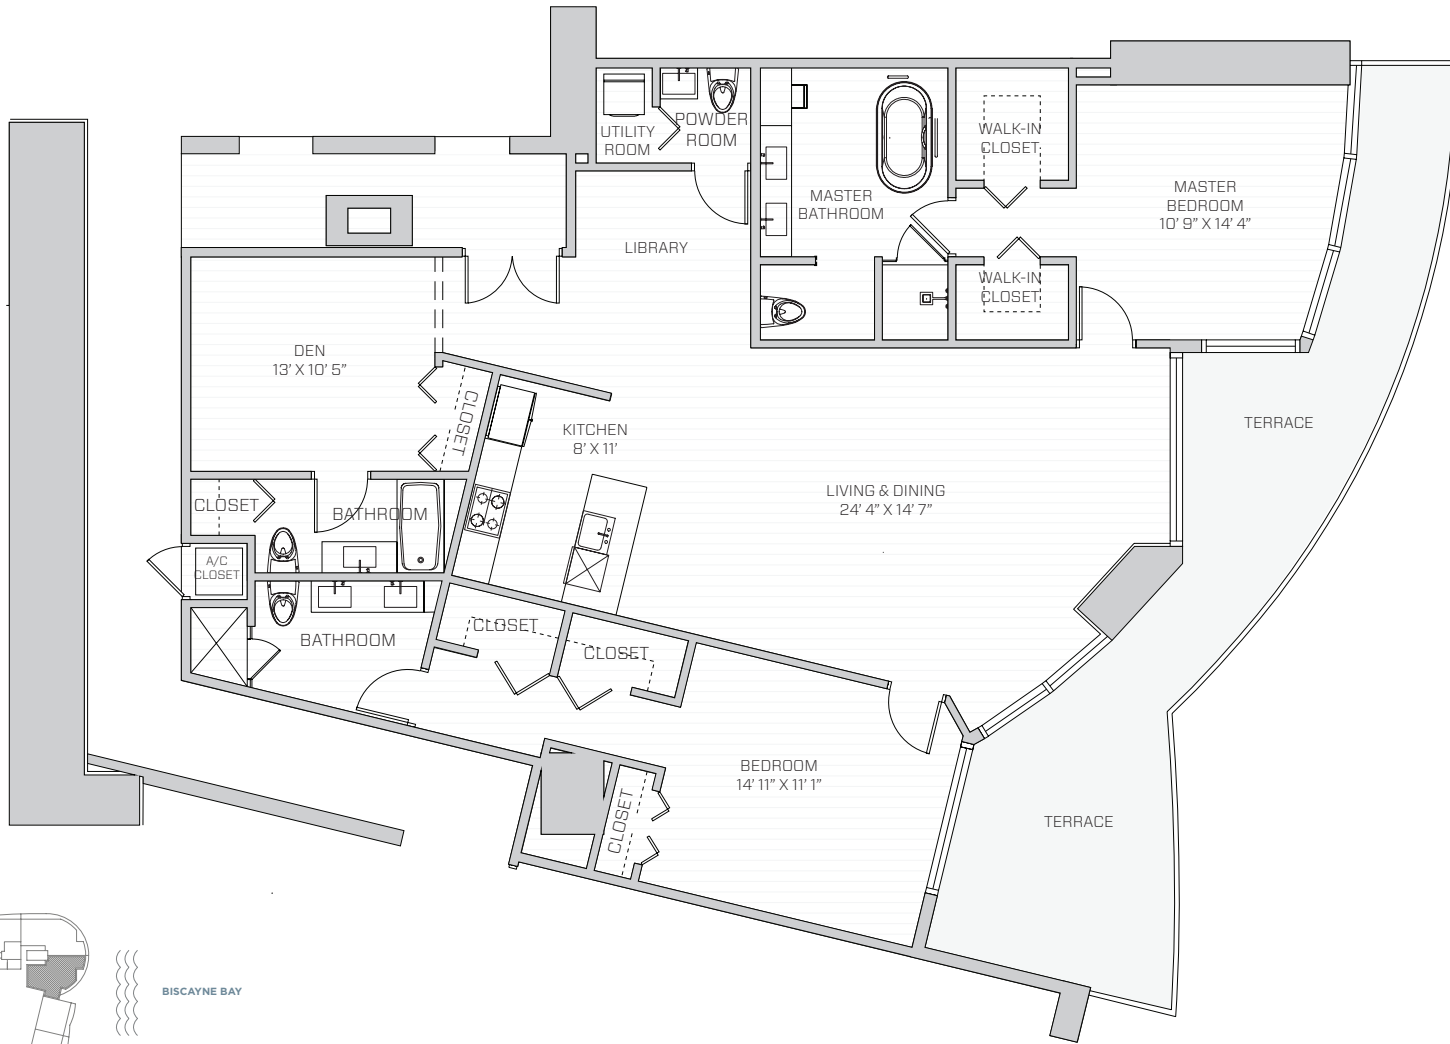 UTILITY
ROOM
POWDER
ROOM
WALK-IN
CLOSET
MASTER
BATHROOM
MASTER
BEDROOM
10' 9" X 14' 4"
LIBRARY
WALK-IN
CLOSET
DEN
13' X 10' 5"
CLOSET
KITCHEN
8' X 11'
TERRACE
LIVING & DINING
24' 4" X 14' 7"
CLOSET
BATHROOM
A/C
CLOSET
BATHROOM
CLOSET
CLOSET
BEDROOM
14' 11" X 11' 1"
CLOSET
TERRACE
BISCAYNE BAY